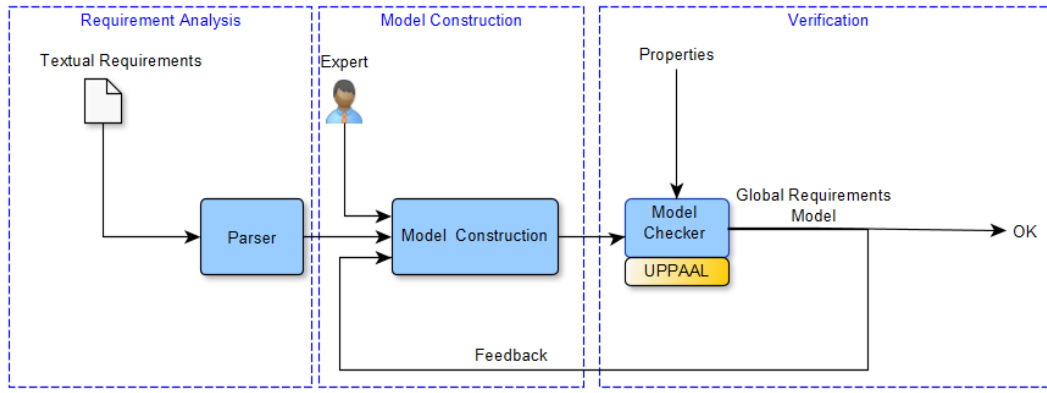 Requirement Analysis
Model Construction
Verification
Textual Requirements
Expert
Properties
Parser
Model  Construction
Model
Checker
UPPAAL
Global Requirements
Model
OK
Feedback